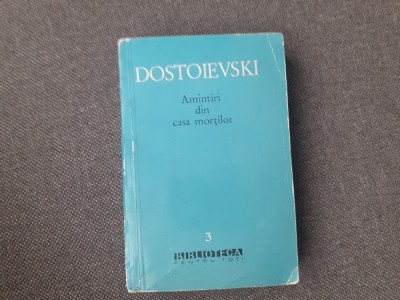 DOSTOIEVSKI
Amintiri
din
casa morților
3
BIBLIOTECA
PENTRU TOȚI